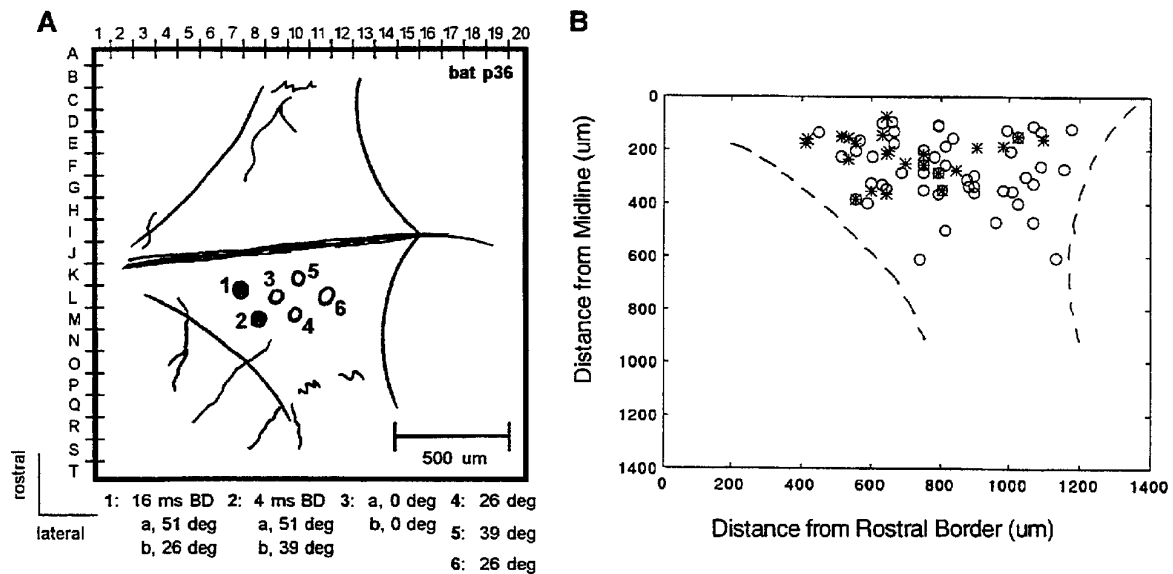 A
1 2 3 4 5 6 7 8 9 10 11 12 13 14 15 16 17 18 19 20
A
B
C
D
E
F
G
H
I
J
K
L
M
N
O
P
Q
R
S
T
bat p36
1
2
3
4
5
6
500 um
rostral
lateral
1: 16 ms BD 2: 4 ms BD 3: a, 0 deg 4: 26 deg
a, 51 deg a, 51 deg b, 0 deg
b, 26 deg b, 39 deg 5: 39 deg
6: 26 deg
B
Distance from Midline (um)
0
200
400
600
800
1000
1200
1400
0 200 400 600 800 1000 1200 1400
Distance from Rostral Border (um)